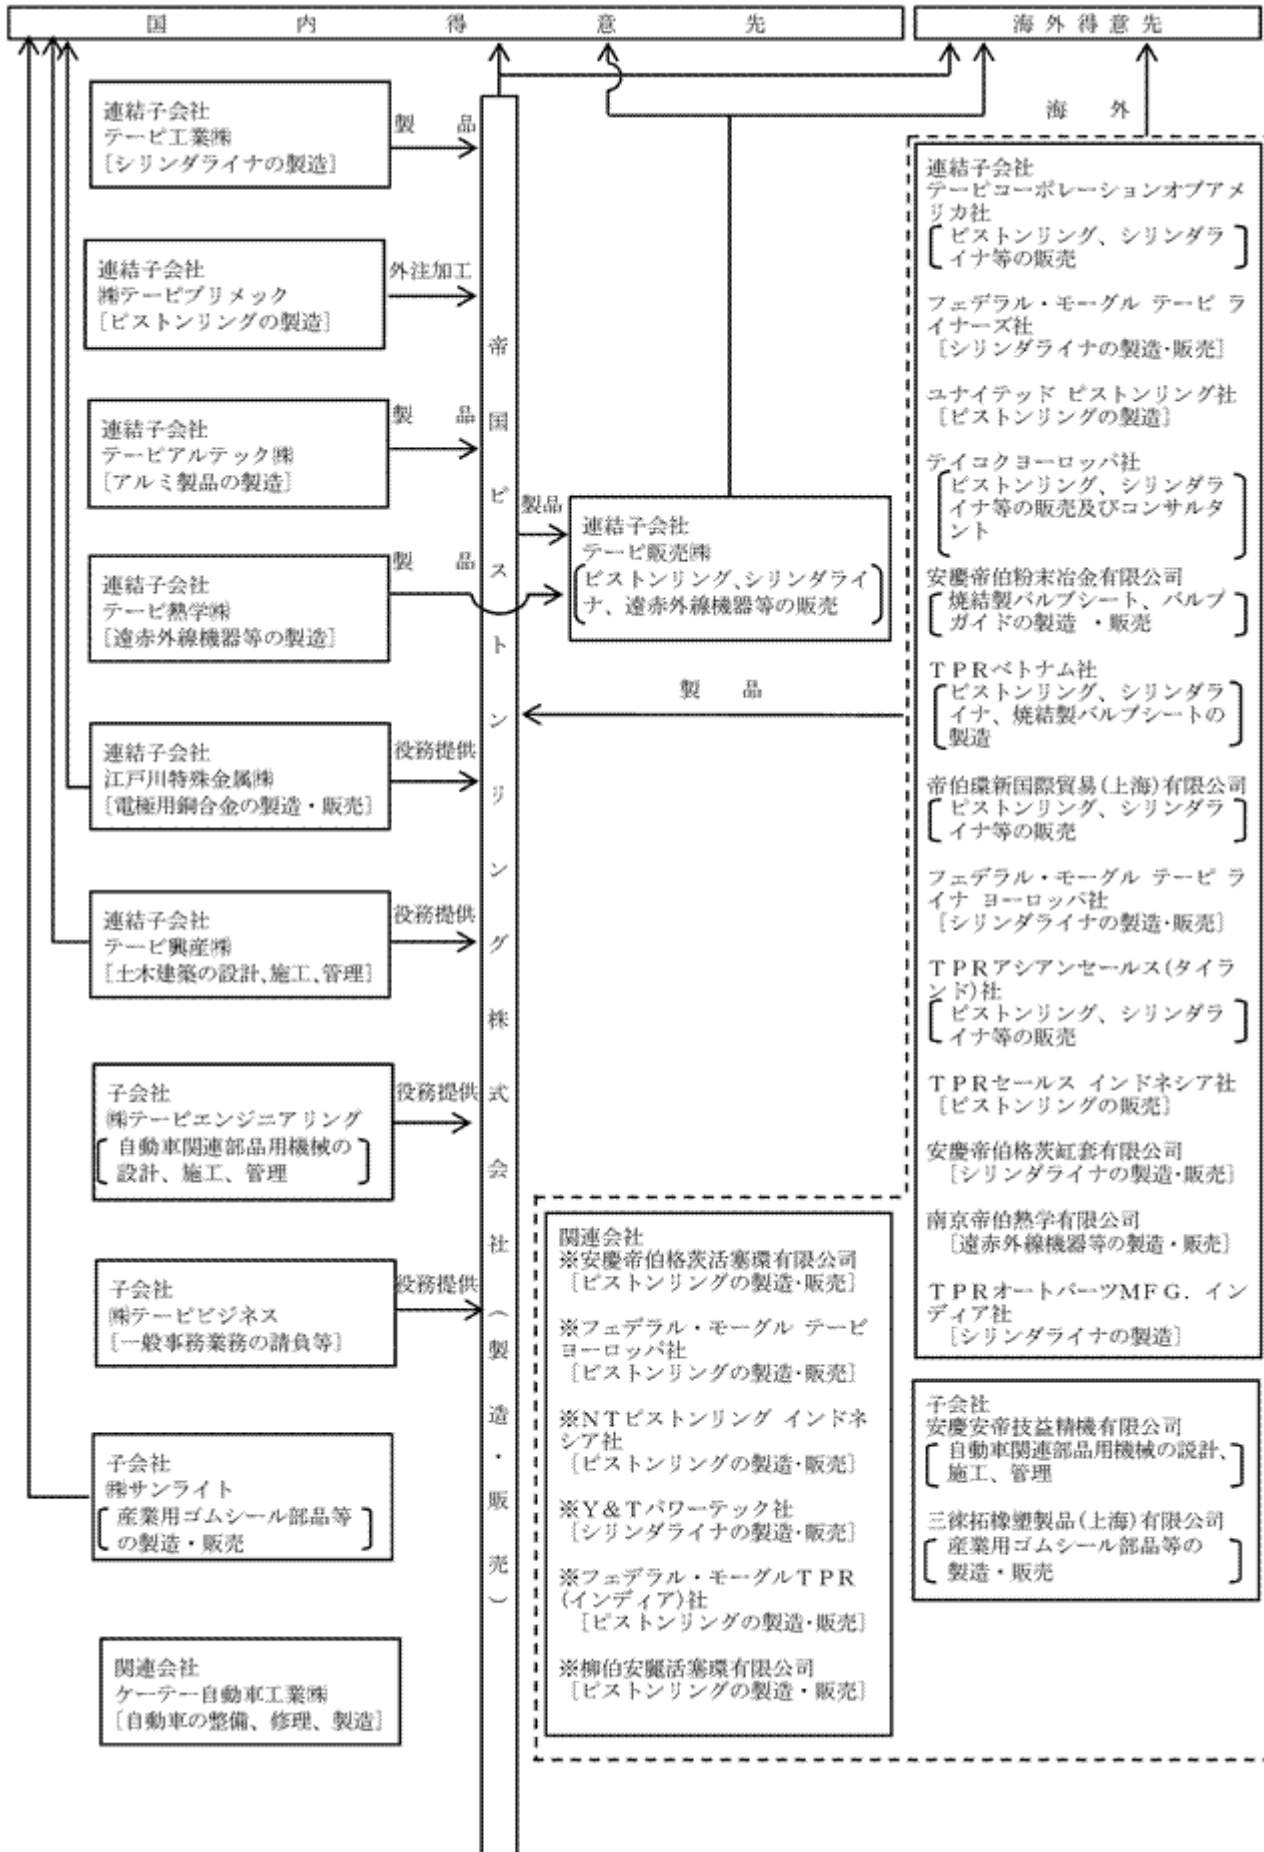 国内得意先
海外得意先
海外
連結子会社
テーピ工業㈱
[シリンダライナの製造]
製品
連結子会社
㈱テーピプリメック
[ピストンリングの製造]
外注加工
連結子会社
テーピアルテック㈱
[アルミ製品の製造]
製品
連結子会社
テーピ熱学㈱
[遠赤外線機器等の製造]
製品
連結子会社
江戸川特殊金属㈱
[電極用銅合金の製造・販売]
役務提供
連結子会社
テーピ興産㈱
[土木建築の設計、施工、管理]
役務提供
子会社
㈱テーピエンジニアリング
自動車関連部品用機械の
設計、施工、管理
役務提供
子会社
㈱テーピビジネス
[一般事務業務の請負等]
役務提供
子会社
㈱サンライト
産業用ゴムシール部品等
の製造・販売
関連会社
ケーテー自動車工業㈱
[自動車の整備、修理、製造]
帝国ピストンリング株式会社(製造・販売)
製品
連結子会社
テーピ販売㈱
ピストンリング、シリンダライ
ナ、遠赤外線機器等の販売
製品
関連会社
※安慶帝伯格茨活塞環有限公司
[ピストンリングの製造・販売]
※フェデラル・モーグル テーピ
ヨーロッパ社
[ピストンリングの製造・販売]
※NTピストンリング インドネ
シア社
[ピストンリングの製造・販売]
※Y&Tパワーテック社
[シリンダライナの製造・販売]
※フェデラル・モーグルTPR
(インディア)社
[ピストンリングの製造・販売]
※柳伯安麗活塞環有限公司
[ピストンリングの製造・販売]
連結子会社
テーピコーポレーションオブアメ
リカ社
ピストンリング、シリンダラ
イナ等の販売
フェデラル・モーグル テーピ ラ
イナーズ社
[シリンダライナの製造・販売]
ユナイテッド ピストンリング社
[ピストンリングの製造]
テイコクヨーロッパ社
ピストンリング、シリンダラ
イナ等の販売及びコンサルタ
ント
安慶帝伯粉末冶金有限公司
焼結製バルブシート、バルブ
ガイドの製造 ・販売
TPRベトナム社
ピストンリング、シリンダラ
イナ、焼結製バルブシートの
製造
帝伯環新国際貿易(上海)有限公司
ピストンリング、シリンダラ
イナ等の販売
フェデラル・モーグル テーピ ラ
イナ ヨーロッパ社
[シリンダライナの製造・販売]
TPRアシアンセールス(タイラ
ンド)社
ピストンリング、シリンダラ
イナ等の販売
TPRセールス インドネシア社
[ピストンリングの販売]
安慶帝伯格茨缸套有限公司
[シリンダライナの製造・販売]
南京帝伯熱学有限公司
[遠赤外線機器等の製造・販売]
TPRオートパーツMFG. イン
ディア社
[シリンダライナの製造]
子会社
安慶安帝技益精機有限公司
自動車関連部品用機械の設計、
施工、管理
三徠拓橡塑製品(上海)有限公司
産業用ゴムシール部品等の
製造・販売